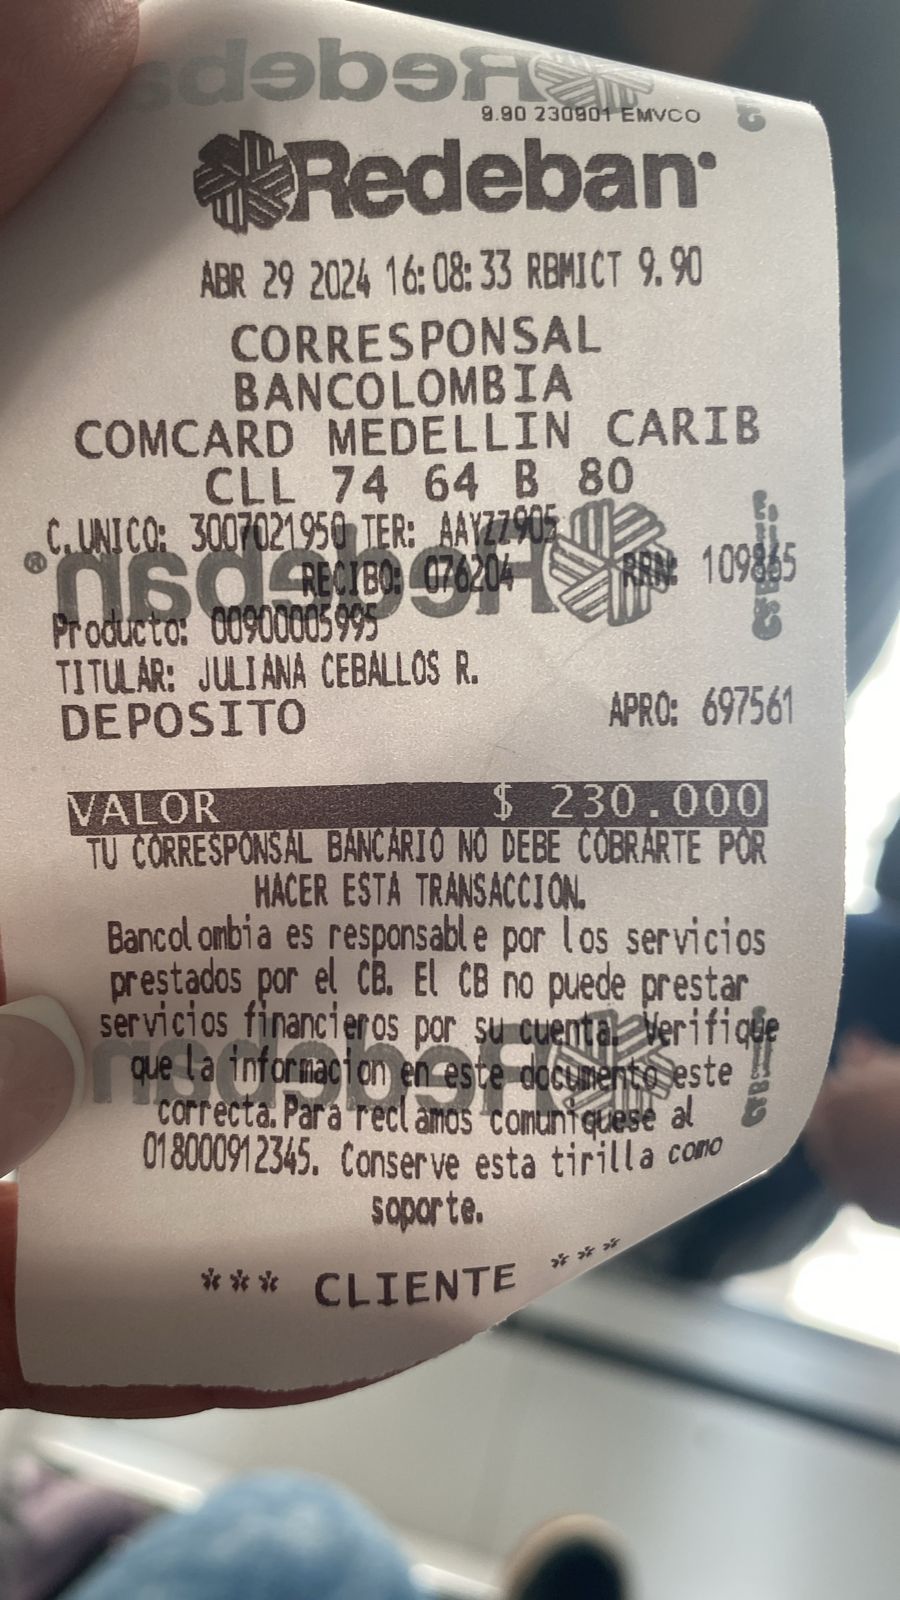 9.90 230901 EMVCO
Redeban
ABR 29 2024 16:08:33 RBMICT 9.90
CORRESPONSAL
BANCOLOMBIA
COMCARD MEDELLIN CARIB
CLL 74 64 B 80
C.UNICO: 3007021950 TER: AAYZZ905
RECIBO: 076204 RRN: 109865
Producto: 00900005995
TITULAR: JULIANA CEBALLOS R.
DEPOSITO APRO: 697561
VALOR $ 230.000
TU CORRESPONSAL BANCARIO NO DEBE COBRARTE POR
HACER ESTA TRANSACCION.
Bancolombia es responsable por los servicios
prestados por el CB. El CB no puede prestar
servicios financieros por su cuenta. Verifique
que la informacion en este documento este
correcta. Para reclamos comuniquese al
018000912345. Conserve esta tirilla como
soporte.
*** CLIENTE ***